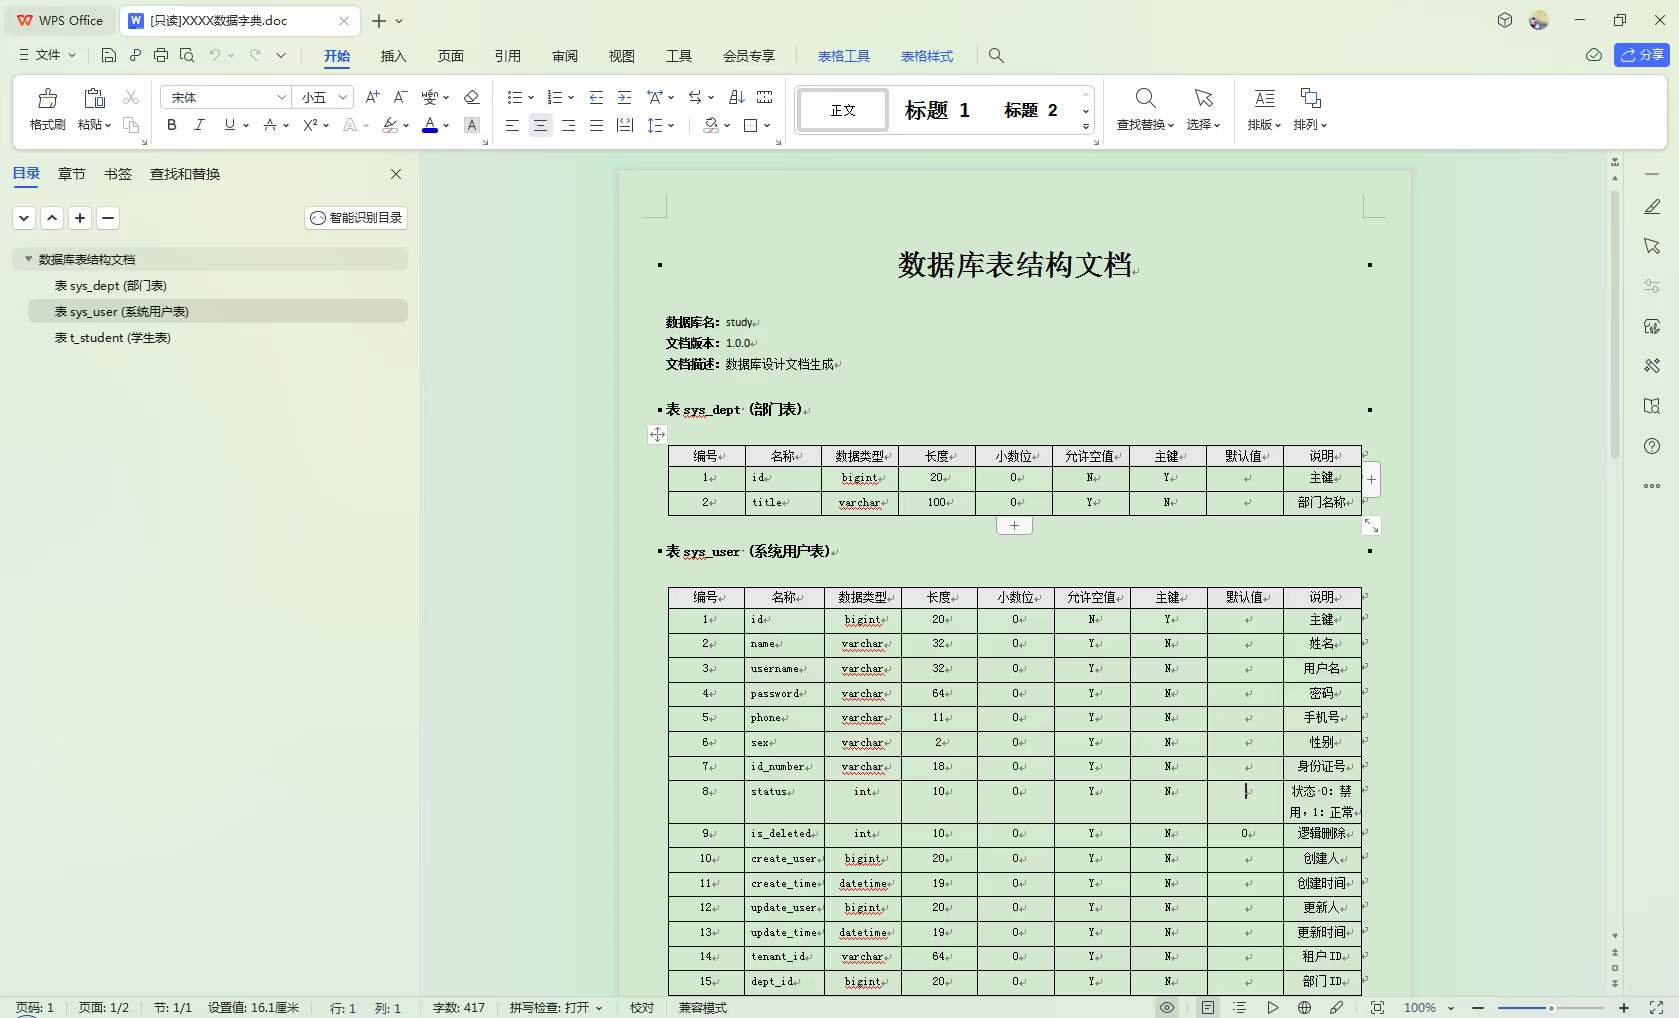 WPS Office
[只读]XXXX数据字典.doc
文件 开始 插入 页面 引用 审阅 视图 工具 会员专享 表格工具 表格样式 分享
格式刷 粘贴 宋体 小五 正文 标题 1 标题 2 查找替换 选择 排版 排列
目录 章节 书签 查找和替换
智能识别目录
数据库表结构文档
表 sys_dept (部门表)
表 sys_user (系统用户表)
表 t_student (学生表)
数据库表结构文档
数据库名：study
文档版本：1.0.0
文档描述：数据库设计文档生成
表 sys_dept (部门表)
编号 名称 数据类型 长度 小数位 允许空值 主键 默认值 说明
1 id bigint 20 0 N Y 主键
2 title varchar 100 0 Y N 部门名称
表 sys_user (系统用户表)
编号 名称 数据类型 长度 小数位 允许空值 主键 默认值 说明
1 id bigint 20 0 N Y 主键
2 name varchar 32 0 Y N 姓名
3 username varchar 32 0 Y N 用户名
4 password varchar 64 0 Y N 密码
5 phone varchar 11 0 Y N 手机号
6 sex varchar 2 0 Y N 性别
7 id_number varchar 18 0 Y N 身份证号
8 status int 10 0 Y N 状态 0：禁
用，1：正常
9 is_deleted int 10 0 Y N 0 逻辑删除
10 create_user bigint 20 0 Y N 创建人
11 create_time datetime 19 0 Y N 创建时间
12 update_user bigint 20 0 Y N 更新人
13 update_time datetime 19 0 Y N 更新时间
14 tenant_id varchar 64 0 Y N 租户 ID
15 dept_id bigint 20 0 Y N 部门 ID
页码: 1 页面: 1/2 节: 1/1 设置值: 16.1厘米 行: 1 列: 1 字数: 417 拼写检查: 打开 校对 兼容模式 100%